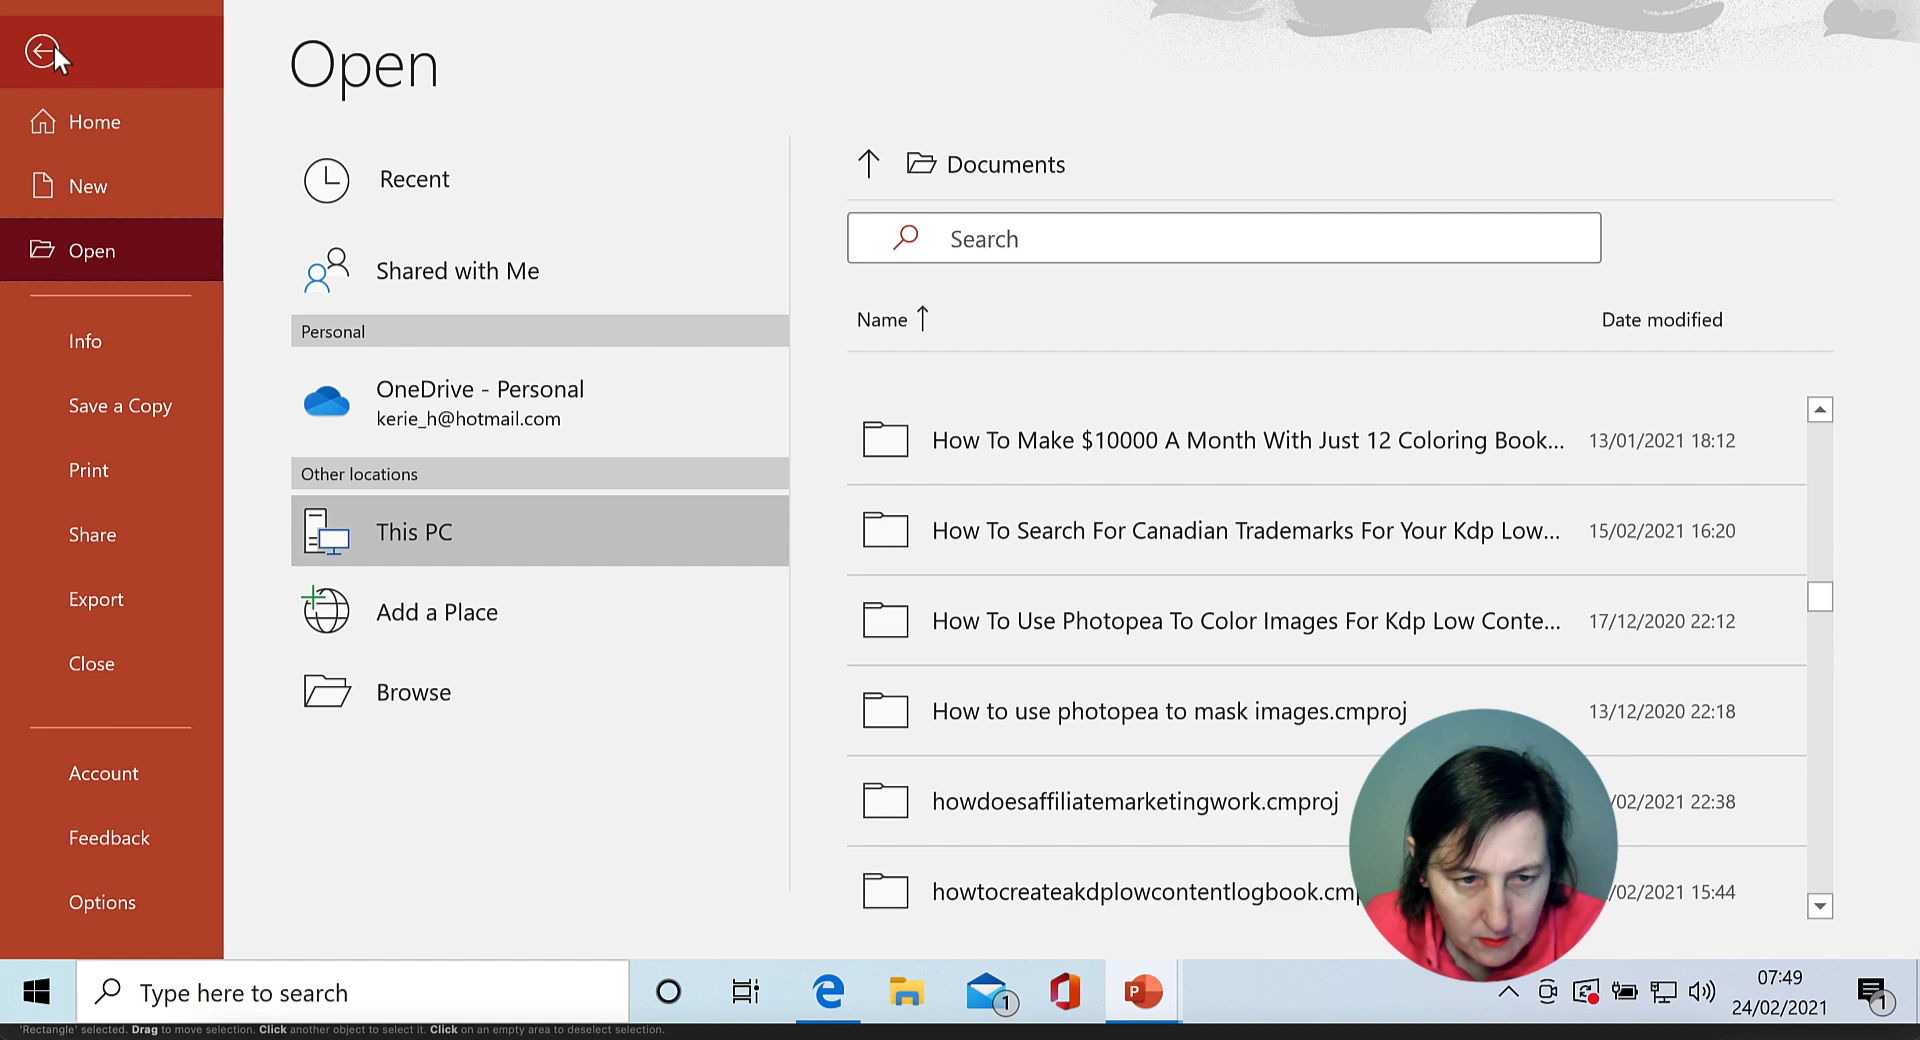 Open
Home
New
Open
Info
Save a Copy
Print
Share
Export
Close
Account
Feedback
Options
Recent
Shared with Me
Personal
OneDrive - Personal
kerie_h@hotmail.com
Other locations
This PC
Add a Place
Browse
Documents
Search
Name
Date modified
How To Make $10000 A Month With Just 12 Coloring Book... 13/01/2021 18:12
How To Search For Canadian Trademarks For Your Kdp Low... 15/02/2021 16:20
How To Use Photopea To Color Images For Kdp Low Conte... 17/12/2020 22:12
How to use photopea to mask images.cmproj 13/12/2020 22:18
howdoesaffiliatemarketingwork.cmproj /02/2021 22:38
howtocreateakdplowcontentlogbook.cmp /02/2021 15:44
Type here to search
1
P
07:49
24/02/2021
1
'Rectangle' selected. Drag to move selection. Click another object to select it. Click on an empty area to deselect selection.